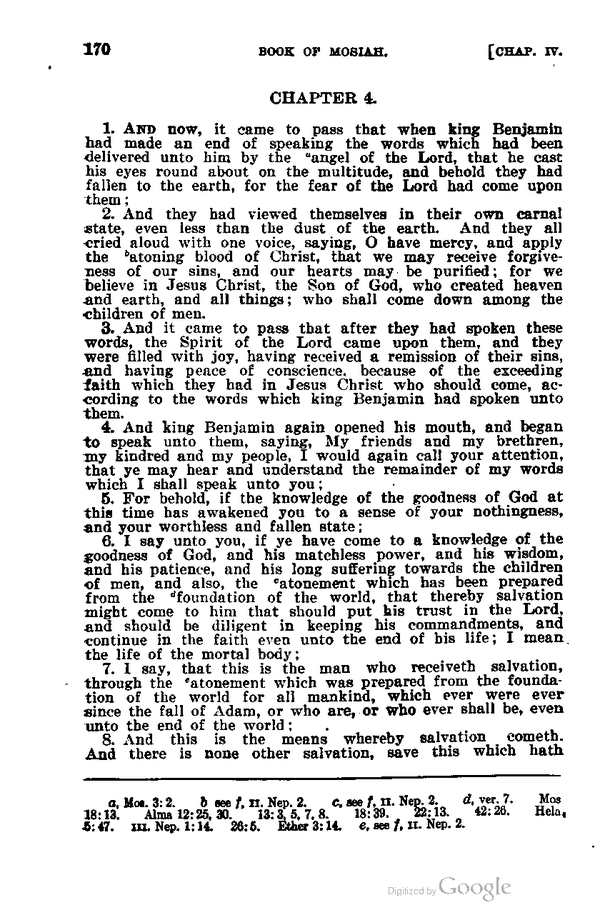 170 BOOK OF MOSIAH. [CHAP. IV.
CHAPTER 4.
1. AND now, it came to pass that when king Benjamin
had made an end of speaking the words which had been
delivered unto him by the ᵃangel of the Lord, that he cast
his eyes round about on the multitude, and behold they had
fallen to the earth, for the fear of the Lord had come upon
them;
2. And they had viewed themselves in their own carnal
state, even less than the dust of the earth. And they all
cried aloud with one voice, saying, O have mercy, and apply
the ᵇatoning blood of Christ, that we may receive forgive-
ness of our sins, and our hearts may be purified; for we
believe in Jesus Christ, the Son of God, who created heaven
and earth, and all things; who shall come down among the
children of men.
3. And it came to pass that after they had spoken these
words, the Spirit of the Lord came upon them, and they
were filled with joy, having received a remission of their sins,
and having peace of conscience, because of the exceeding
faith which they had in Jesus Christ who should come, ac-
cording to the words which king Benjamin had spoken unto
them.
4. And king Benjamin again opened his mouth, and began
to speak unto them, saying, My friends and my brethren,
my kindred and my people, I would again call your attention,
that ye may hear and understand the remainder of my words
which I shall speak unto you;
5. For behold, if the knowledge of the goodness of God at
this time has awakened you to a sense of your nothingness,
and your worthless and fallen state;
6. I say unto you, if ye have come to a knowledge of the
goodness of God, and his matchless power, and his wisdom,
and his patience, and his long suffering towards the children
of men, and also, the ᶜatonement which has been prepared
from the ᵈfoundation of the world, that thereby salvation
might come to him that should put his trust in the Lord,
and should be diligent in keeping his commandments, and
continue in the faith even unto the end of his life; I mean
the life of the mortal body;
7. I say, that this is the man who receiveth salvation,
through the ᵉatonement which was prepared from the founda-
tion of the world for all mankind, which ever were ever
since the fall of Adam, or who are, or who ever shall be, even
unto the end of the world;
8. And this is the means whereby salvation cometh.
And there is none other salvation, save this which hath
a, Mos. 3: 2. b see f, II. Nep. 2. c, see f, II. Nep. 2. d, ver. 7. Mos
18: 13. Alma 12: 25, 30. 13: 3, 5, 7, 8. 18: 39. 22: 13. 42: 26. Hela.
5: 47. III. Nep. 1: 14. 26: 5. Ether 3: 14. e, see f, II. Nep. 2.
Digitized by Google